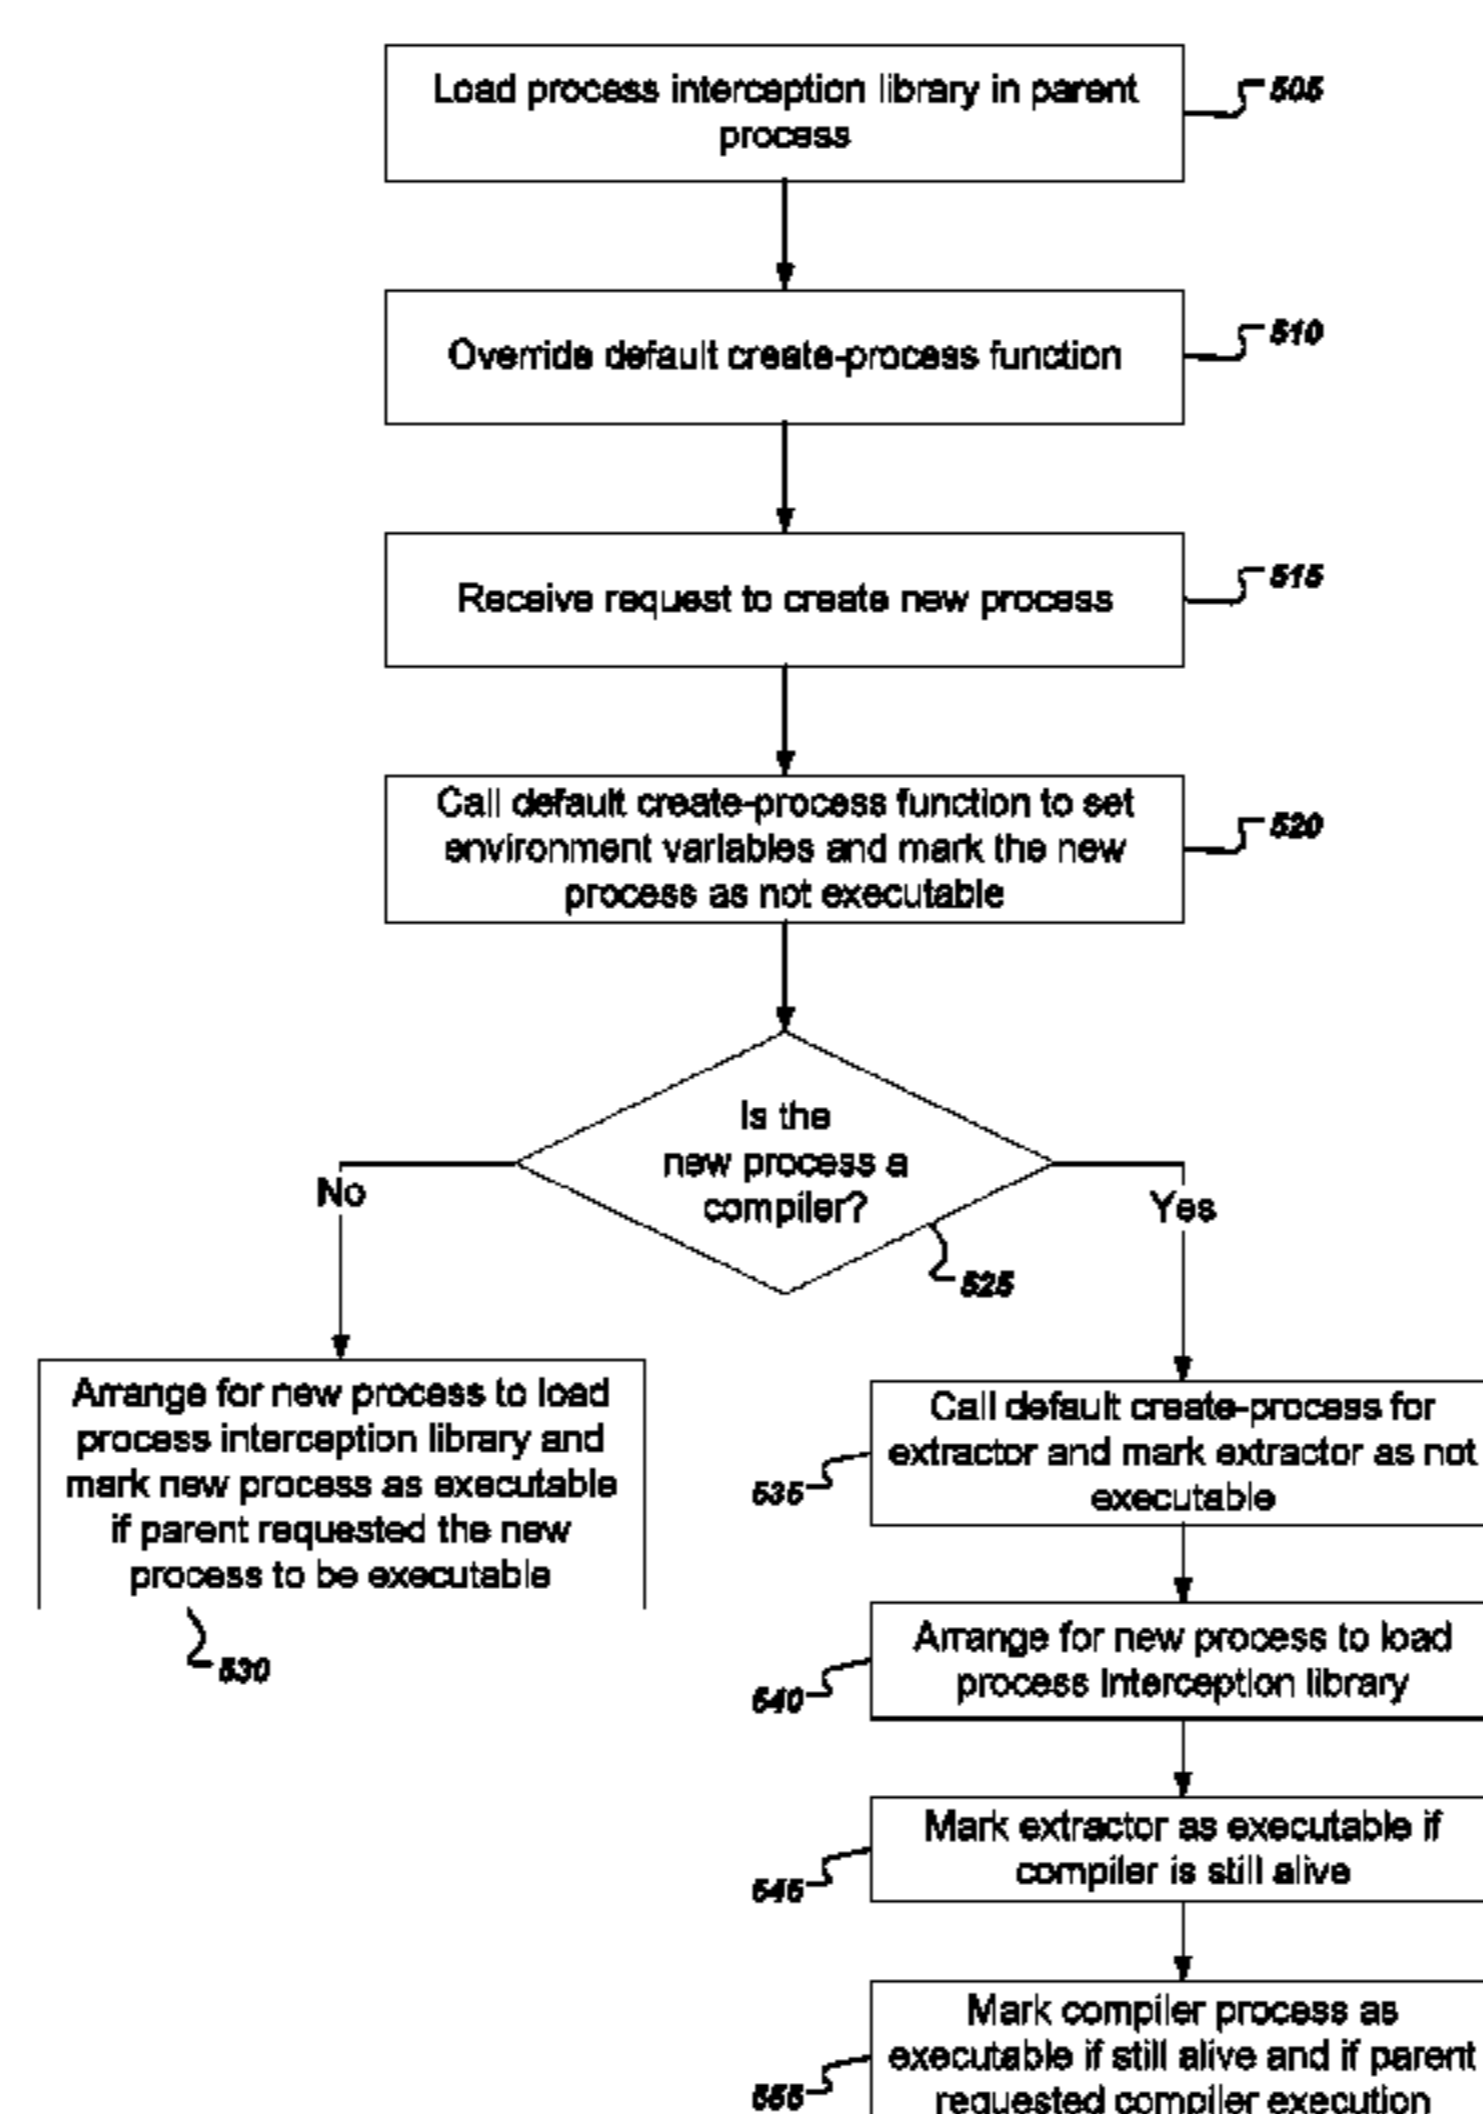 Load process interception library in parent
process
505
Override default create-process function
510
Receive request to create new process
515
Call default create-process function to set
environment variables and mark the new
process as not executable
520
Is the
new process a
compiler?
525
No
Yes
Arrange for new process to load
process interception library and
mark new process as executable
if parent requested the new
process to be executable
530
Call default create-process for
extractor and mark extractor as not
executable
535
Arrange for new process to load
process interception library
540
Mark extractor as executable if
compiler is still alive
545
Mark compiler process as
executable if still alive and if parent
requested compiler execution
555